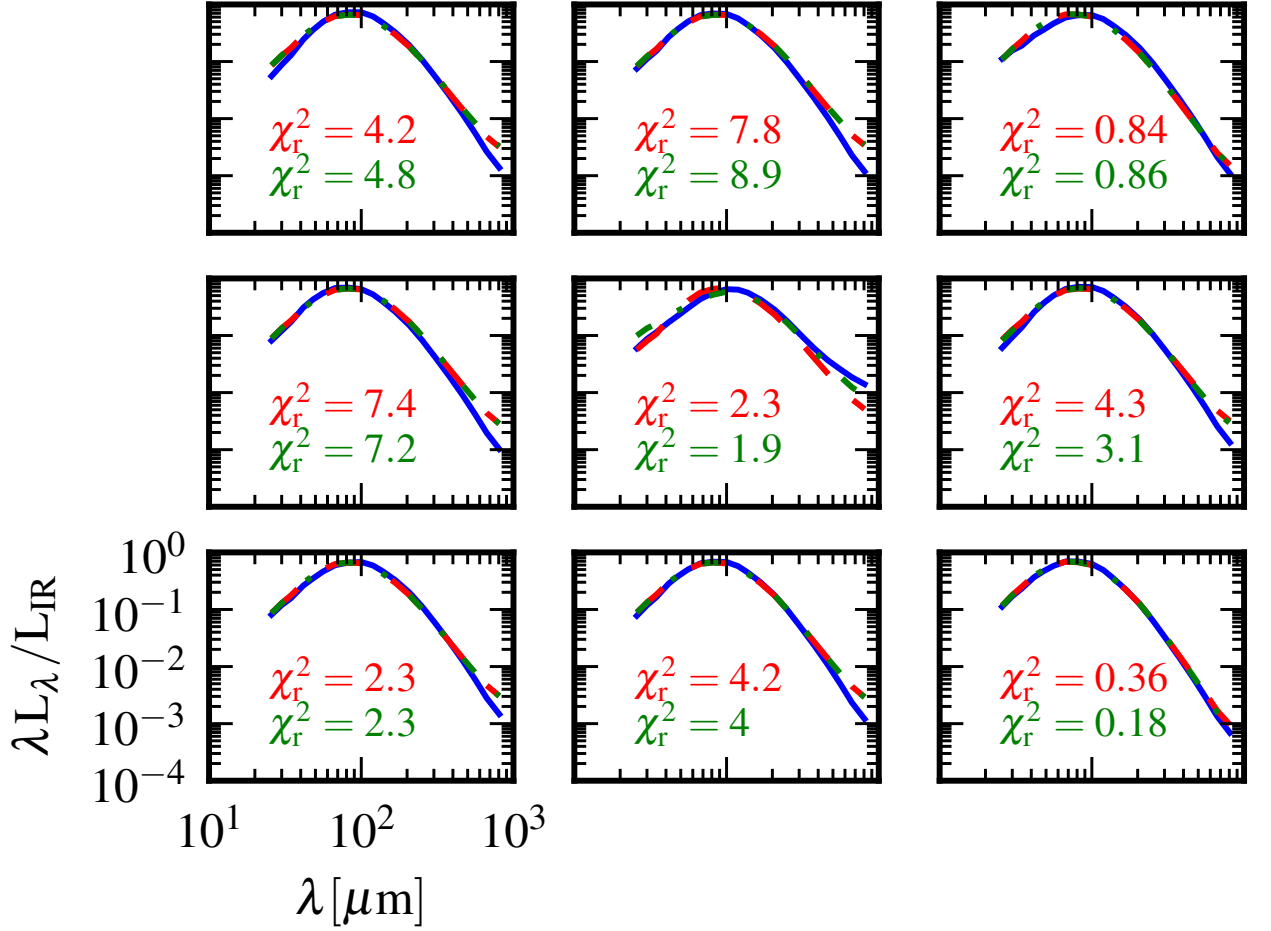 χ²ᵣ = 4.2
χ²ᵣ = 4.8
χ²ᵣ = 7.8
χ²ᵣ = 8.9
χ²ᵣ = 0.84
χ²ᵣ = 0.86
χ²ᵣ = 7.4
χ²ᵣ = 7.2
χ²ᵣ = 2.3
χ²ᵣ = 1.9
χ²ᵣ = 4.3
χ²ᵣ = 3.1
λL_λ/L_IR
10⁰
10⁻¹
10⁻²
10⁻³
10⁻⁴
χ²ᵣ = 2.3
χ²ᵣ = 2.3
χ²ᵣ = 4.2
χ²ᵣ = 4
χ²ᵣ = 0.36
χ²ᵣ = 0.18
10¹ 10² 10³
λ [μm]